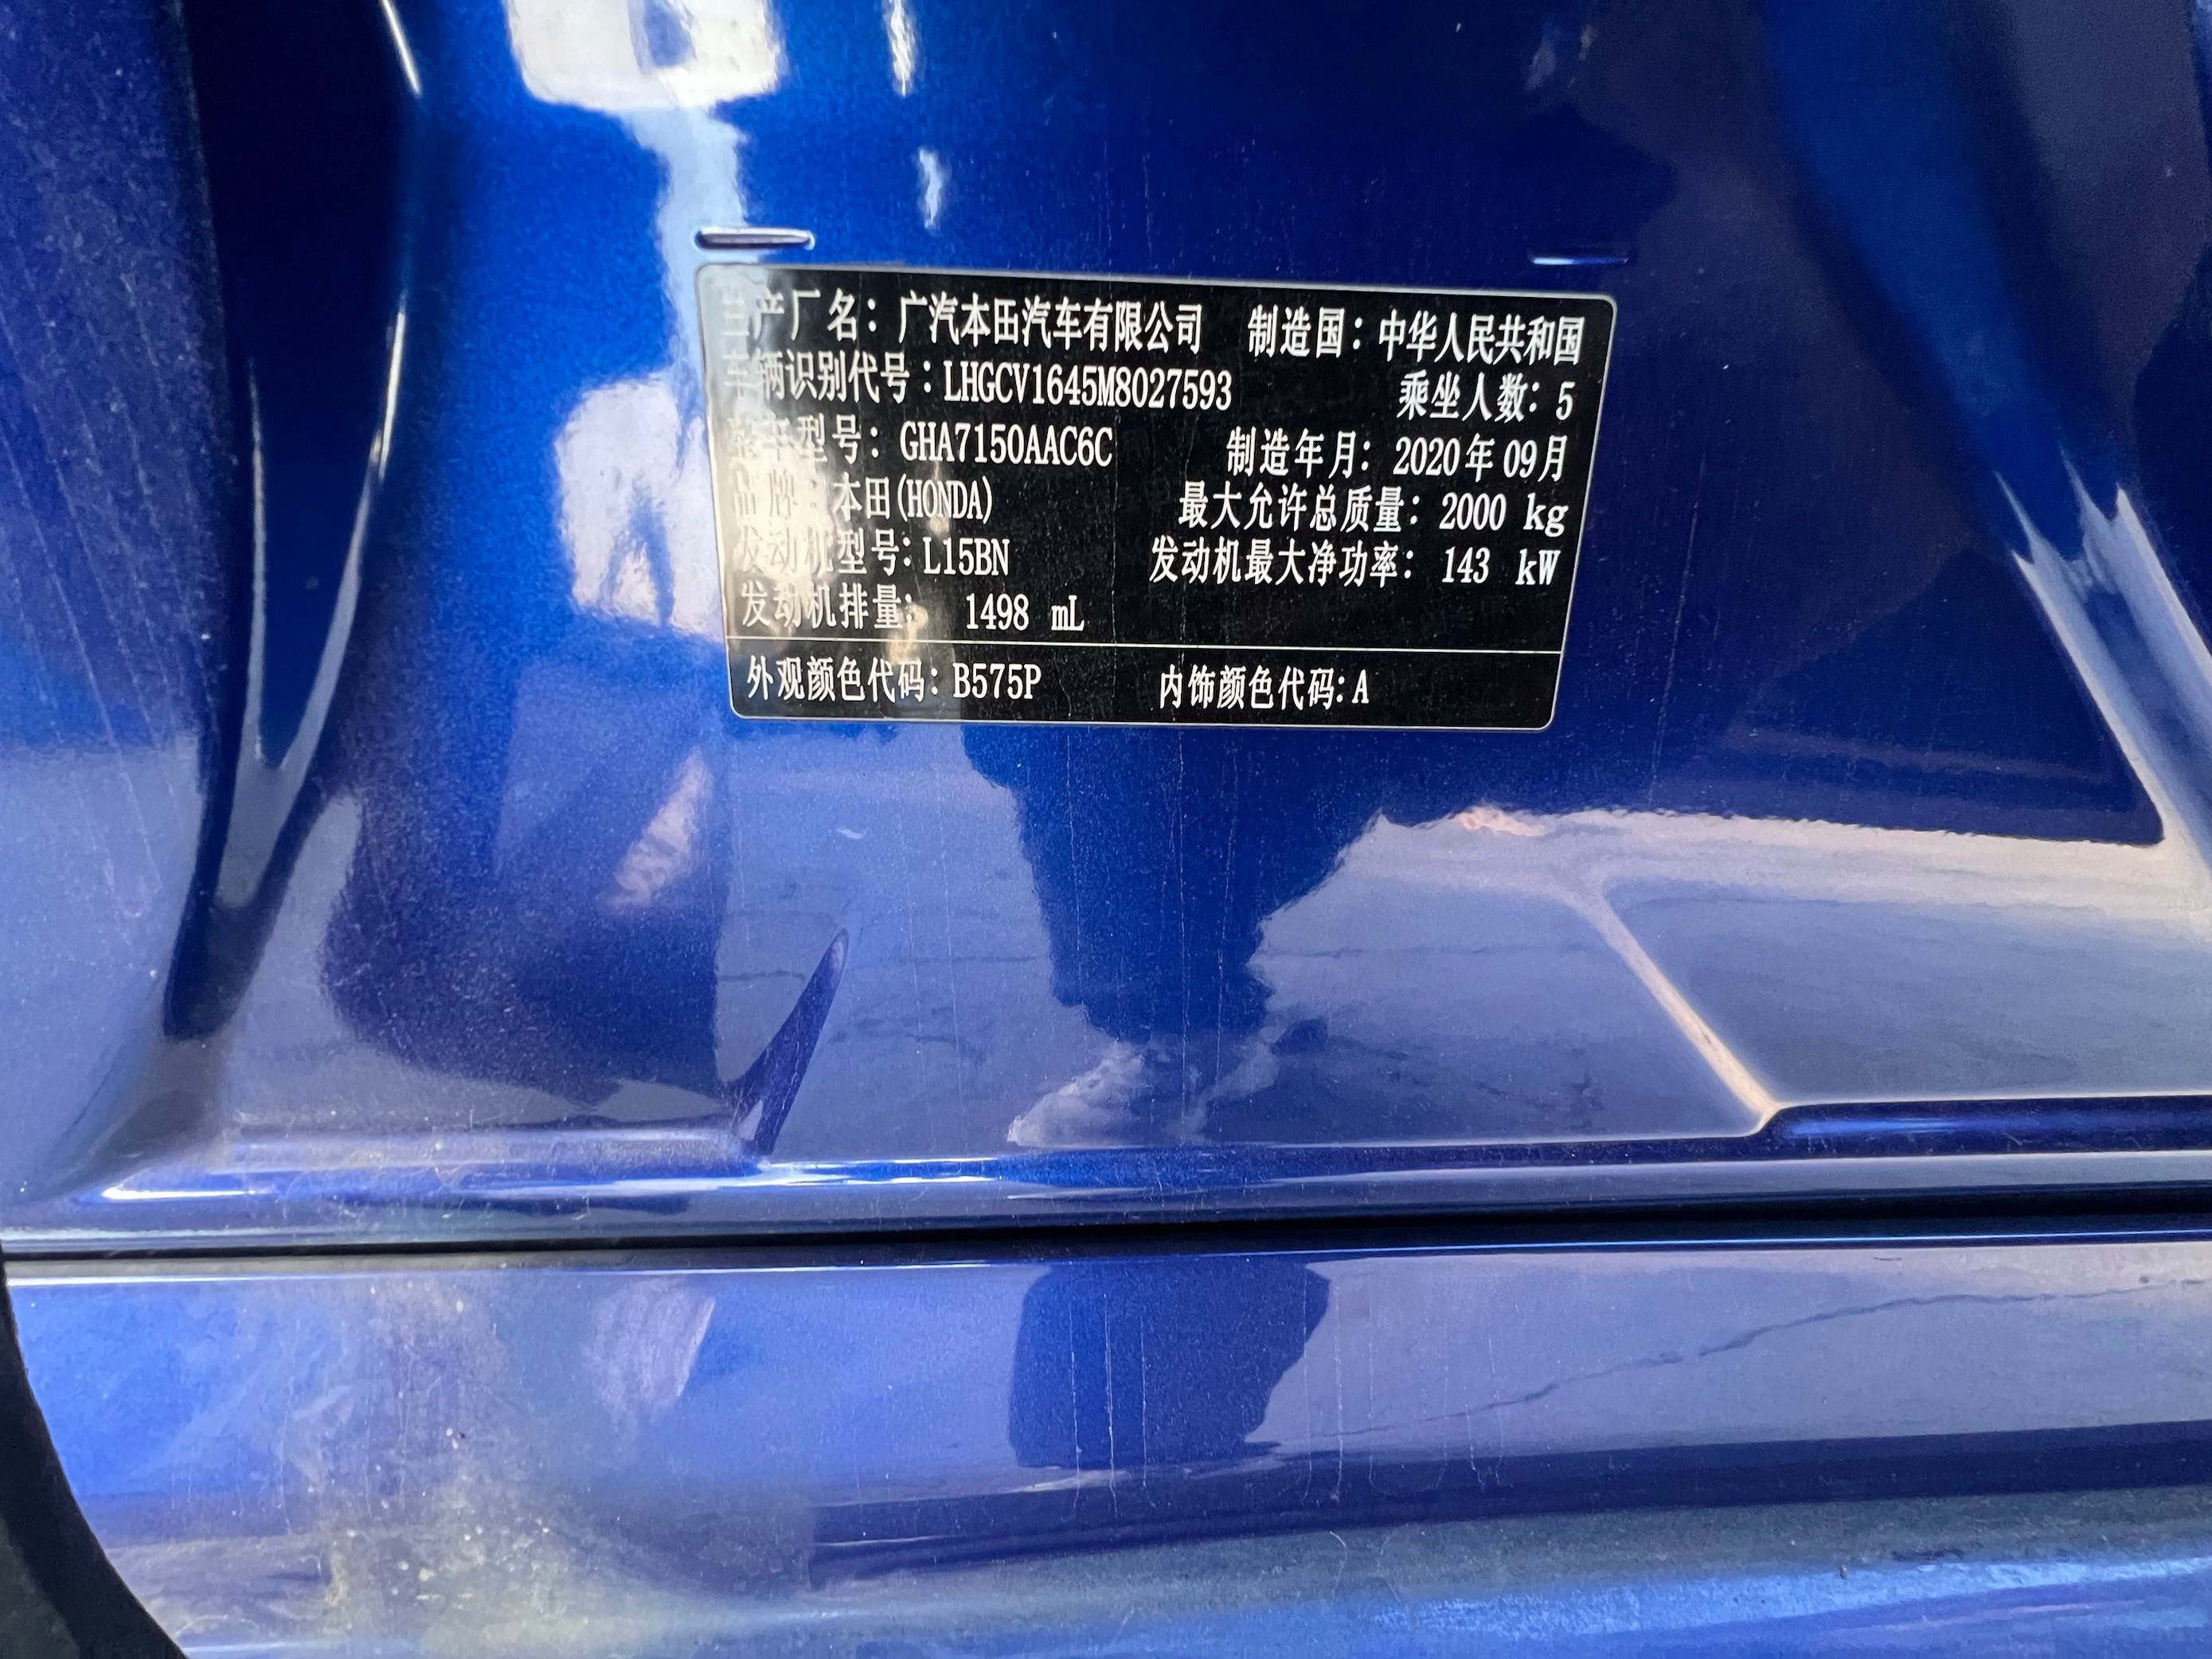 生产厂名：广汽本田汽车有限公司 制造国：中华人民共和国
车辆识别代号：LHGCV1645M8027593 乘坐人数：5
整车型号：GHA7150AAC6C 制造年月：2020年09月
品牌：本田(HONDA) 最大允许总质量：2000 kg
发动机型号：L15BN 发动机最大净功率：143 kW
发动机排量：1498 mL
外观颜色代码：B575P 内饰颜色代码：A